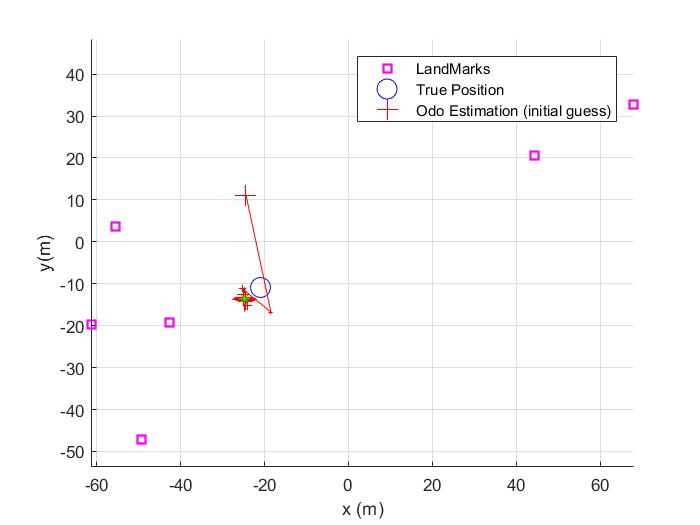 LandMarks
True Position
Odo Estimation (initial guess)
40
30
20
10
0
-10
-20
-30
-40
-50
y(m)
-60 -40 -20 0 20 40 60
x (m)